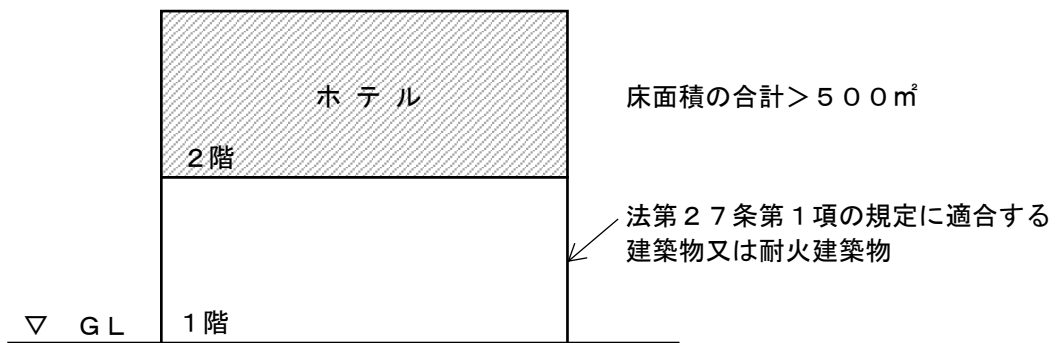 ホテル
床面積の合計＞５００㎡
２階
法第２７条第１項の規定に適合する
建築物又は耐火建築物
▽　ＧＬ
１階